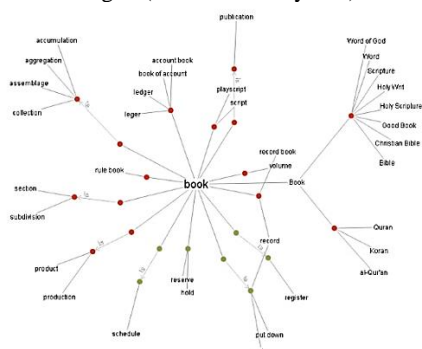 publication
accumulation
aggregation
assemblage
collection
account book
book of account
ledger
leger
playscript
script
Word of God
Word
Scripture
Holy Writ
Holy Scripture
Good Book
Christian Bible
Bible
record book
volume
rule book
book
Book
section
subdivision
Quran
Koran
al-Qur'an
record
product
production
reserve
hold
register
schedule
put down